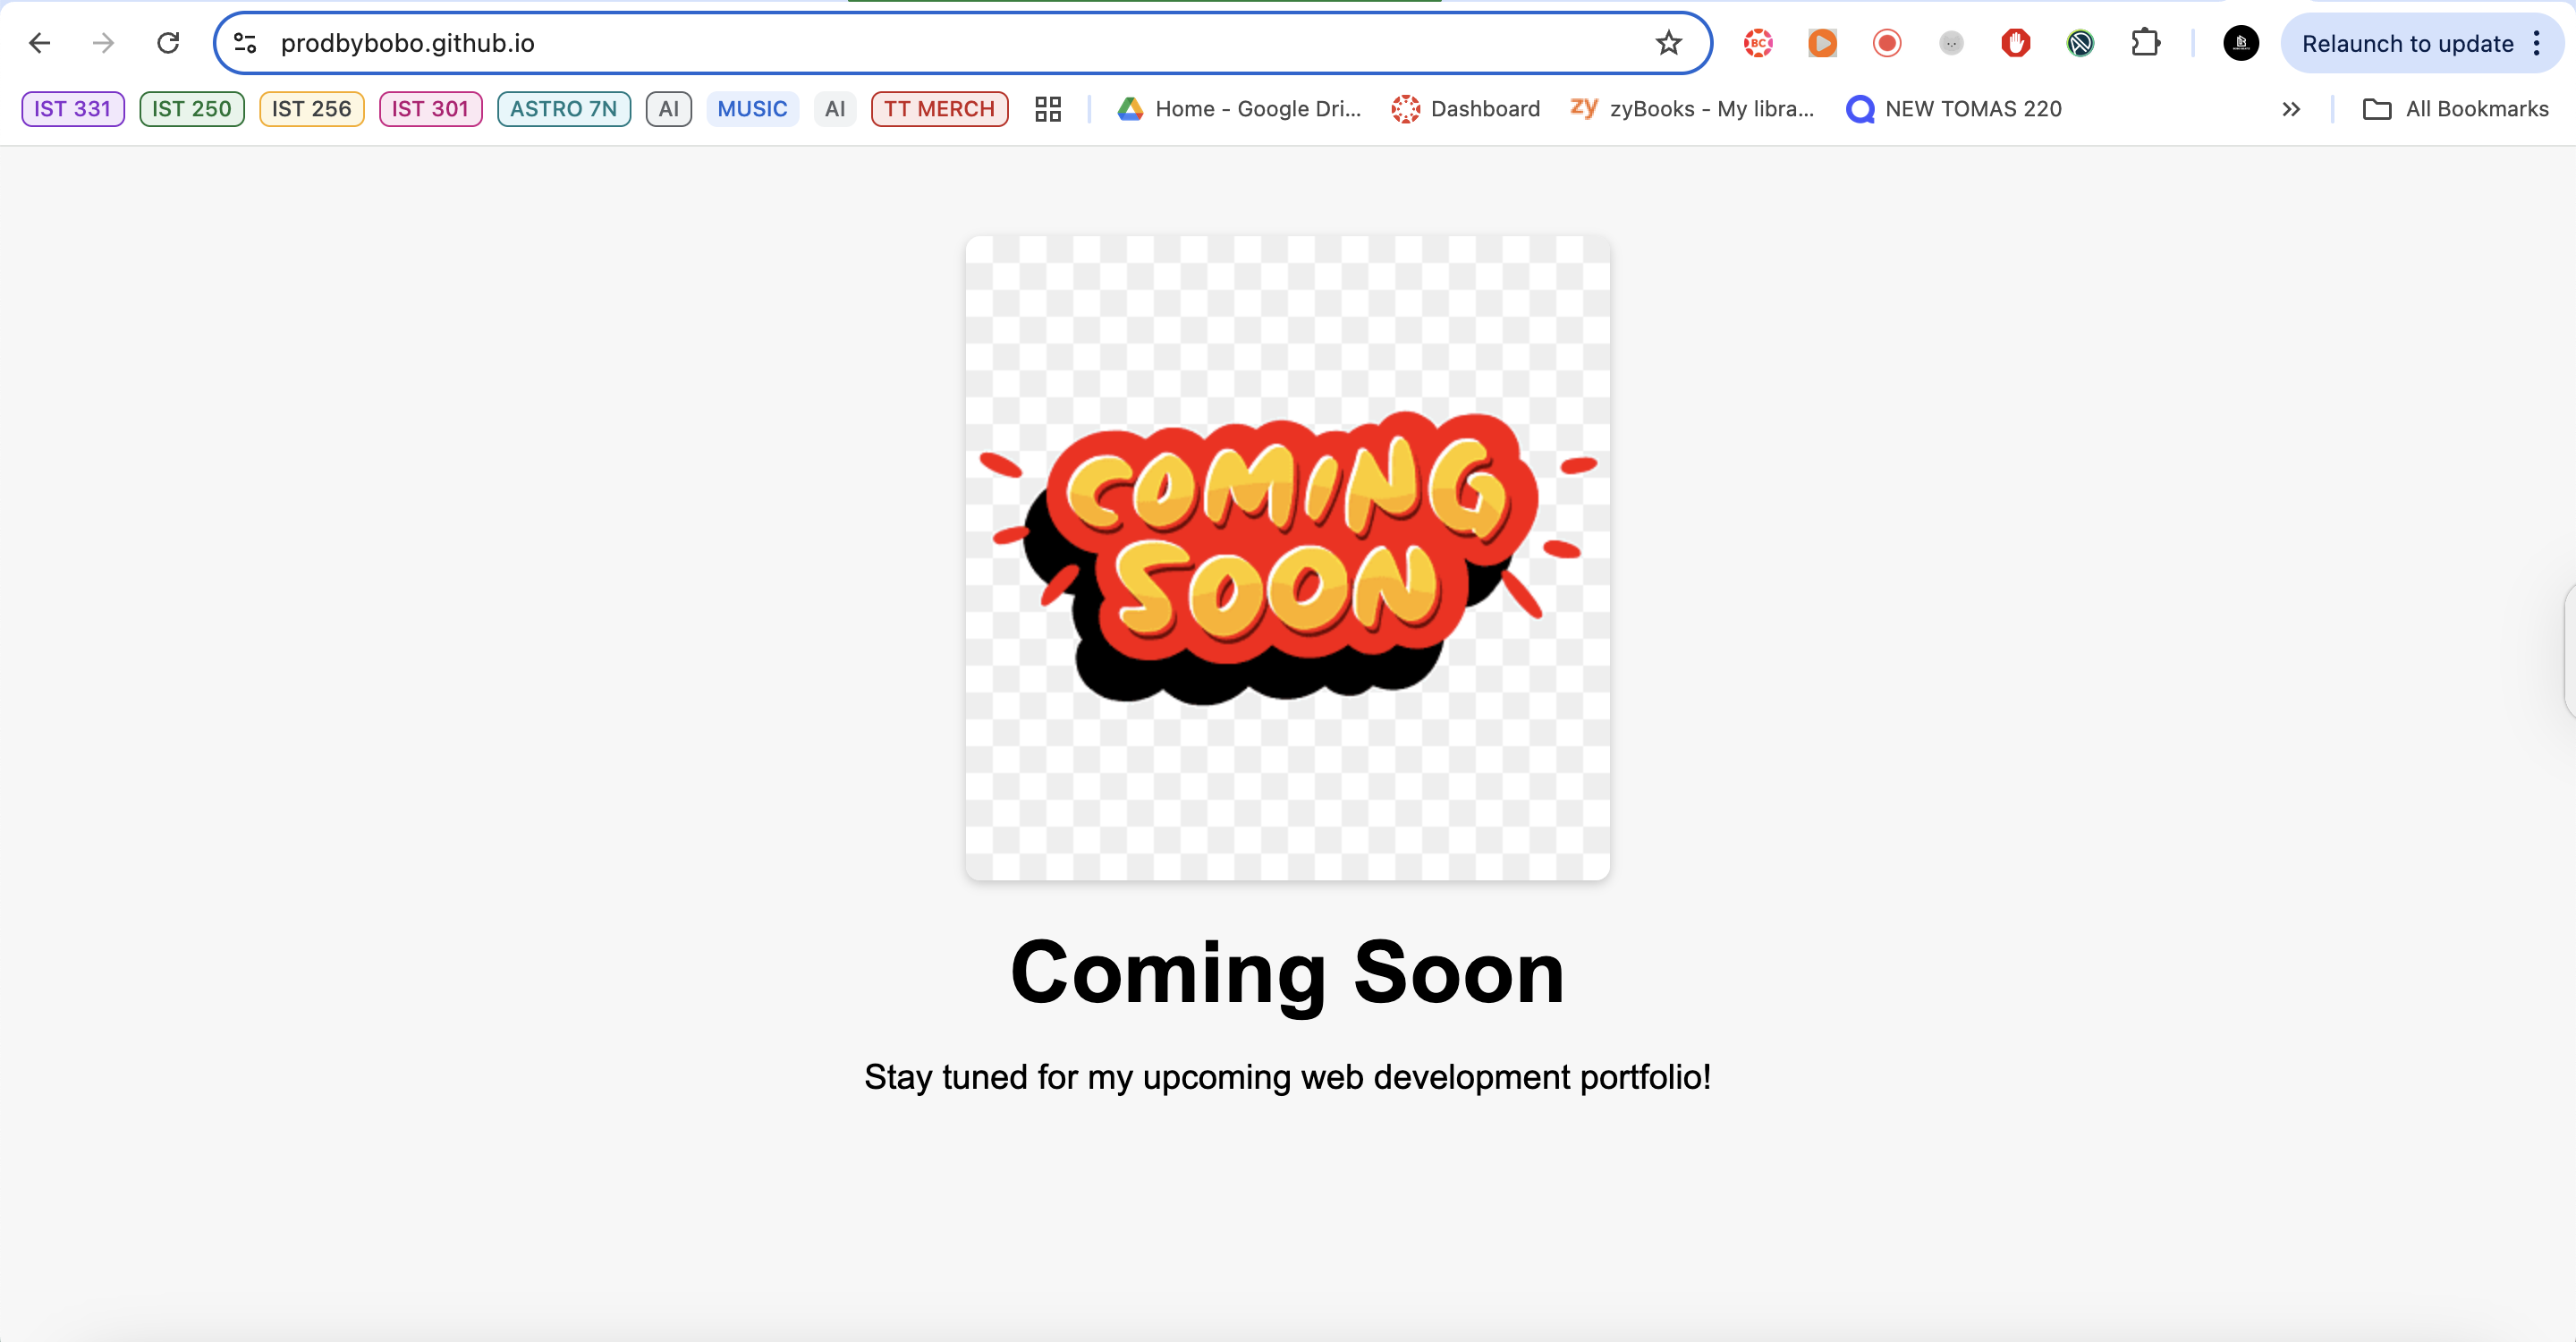 prodbybobo.github.io
BC
Relaunch to update
IST 331 IST 250 IST 256 IST 301 ASTRO 7N AI MUSIC AI TT MERCH Home - Google Dri... Dashboard zy zyBooks - My libra... NEW TOMAS 220 All Bookmarks
COMING
SOON
Coming Soon
Stay tuned for my upcoming web development portfolio!